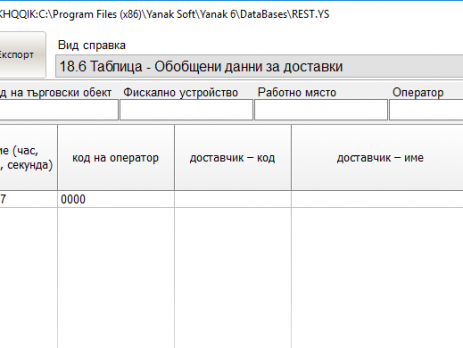 KHQQIK:C:\Program Files (x86)\Yanak Soft\Yanak 6\DataBases\REST.YS
Експорт
Вид справка
18.6 Таблица - Обобщени данни за доставки
д на търговски обект Фискално устройство Работно място Оператор
ие (час, , секунда) код на оператор доставчик – код доставчик – име
7 0000